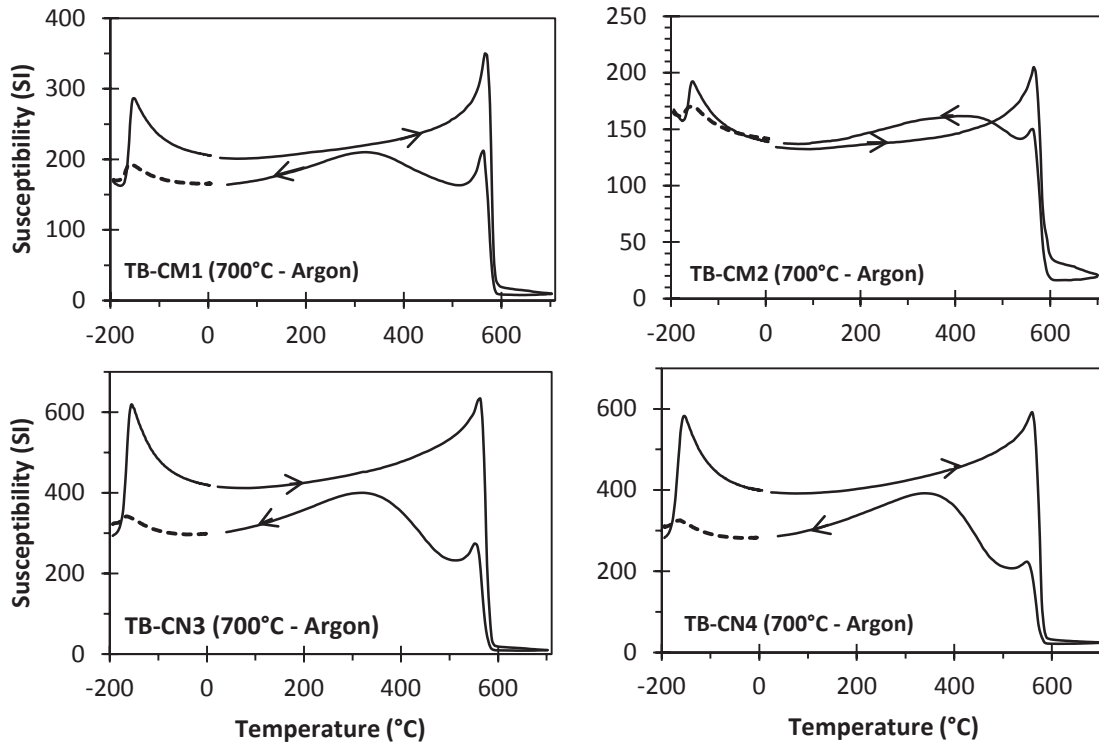 Susceptibility (SI)
400
300
200
100
0
TB-CM1 (700°C - Argon)
-200 0 200 400 600
250
200
150
100
50
0
TB-CM2 (700°C - Argon)
-200 0 200 400 600
Susceptibility (SI)
600
400
200
0
TB-CN3 (700°C - Argon)
-200 0 200 400 600
Temperature (°C)
600
400
200
0
TB-CN4 (700°C - Argon)
-200 0 200 400 600
Temperature (°C)